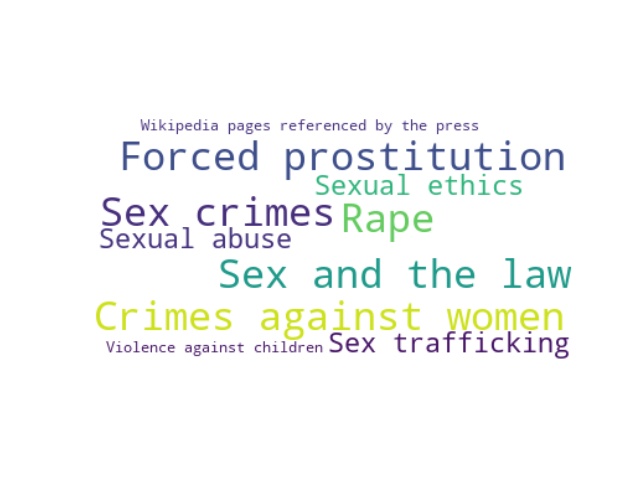 Wikipedia pages referenced by the press
Forced prostitution
Sexual ethics
Sex crimes
Rape
Sexual abuse
Sex and the law
Crimes against women
Violence against children
Sex trafficking